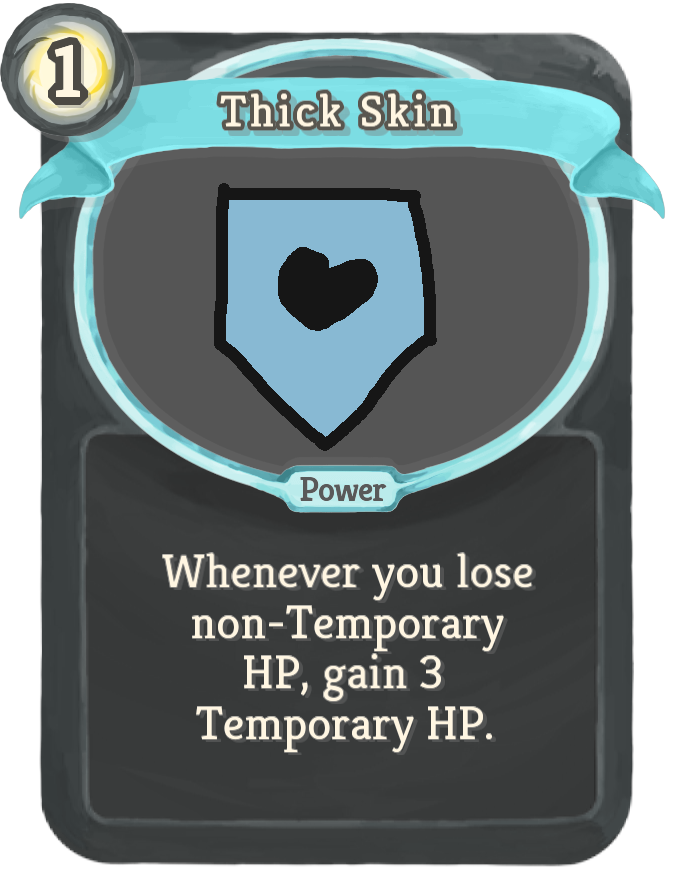 1
Thick Skin
Power
Whenever you lose
non-Temporary
HP, gain 3
Temporary HP.